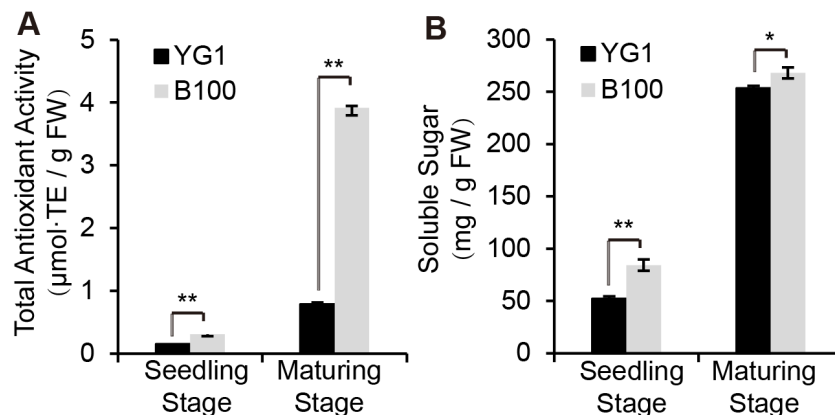 A
Total Antioxidant Activity
(μmol·TE / g FW)
5
4
3
2
1
0
YG1
B100
**
**
Seedling
Stage
Maturing
Stage
B
Soluble Sugar
(mg / g FW)
300
250
200
150
100
50
0
YG1
B100
**
*
Seedling
Stage
Maturing
Stage